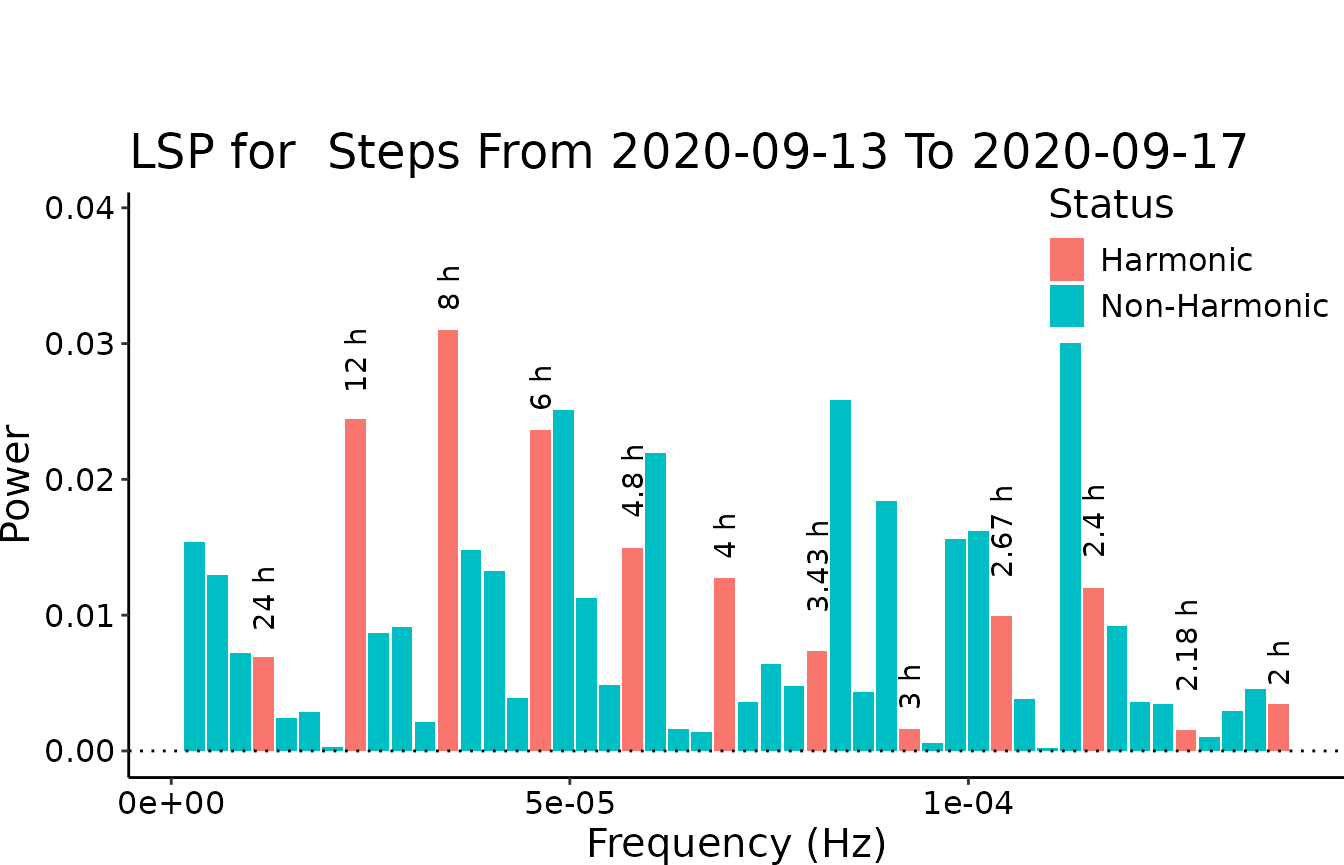 LSP for  Steps From 2020-09-13 To 2020-09-17
Status
Harmonic
Non-Harmonic
Power
0.04
0.03
0.02
0.01
0.00
24 h
12 h
8 h
6 h
4.8 h
4 h
3.43 h
3 h
2.67 h
2.4 h
2.18 h
2 h
0e+00
5e-05
1e-04
Frequency (Hz)